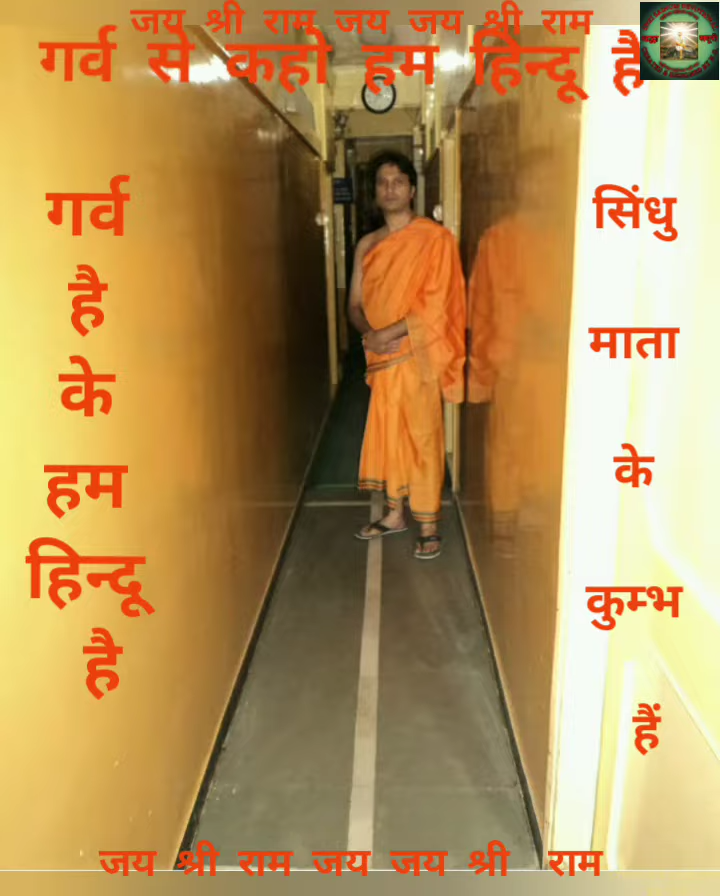 जय श्री राम जय जय श्री राम
गर्व से कहो हम हिन्दू है
गर्व
है
के
हम
हिन्दू
है
सिंधु
माता
के
कुम्भ
हैं
जय श्री राम जय जय श्री राम